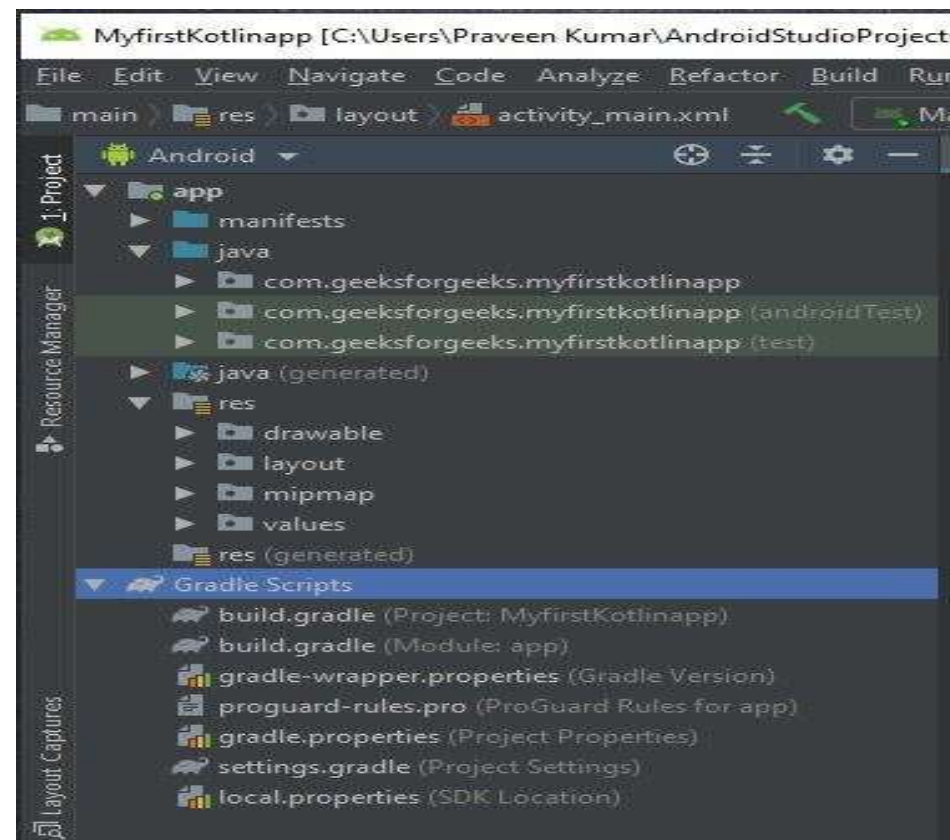 MyfirstKotlinapp [C:\Users\Praveen Kumar\AndroidStudioProject
File Edit View Navigate Code Analyze Refactor Build Run
main res layout activity_main.xml Ma
1: Project
Resource Manager
Layout Captures
Android
app
manifests
java
com.geeksforgeeks.myfirstkotlinapp
com.geeksforgeeks.myfirstkotlinapp (androidTest)
com.geeksforgeeks.myfirstkotlinapp (test)
java (generated)
res
drawable
layout
mipmap
values
res (generated)
Gradle Scripts
build.gradle (Project: MyfirstKotlinapp)
build.gradle (Module: app)
gradle-wrapper.properties (Gradle Version)
proguard-rules.pro (ProGuard Rules for app)
gradle.properties (Project Properties)
settings.gradle (Project Settings)
local.properties (SDK Location)